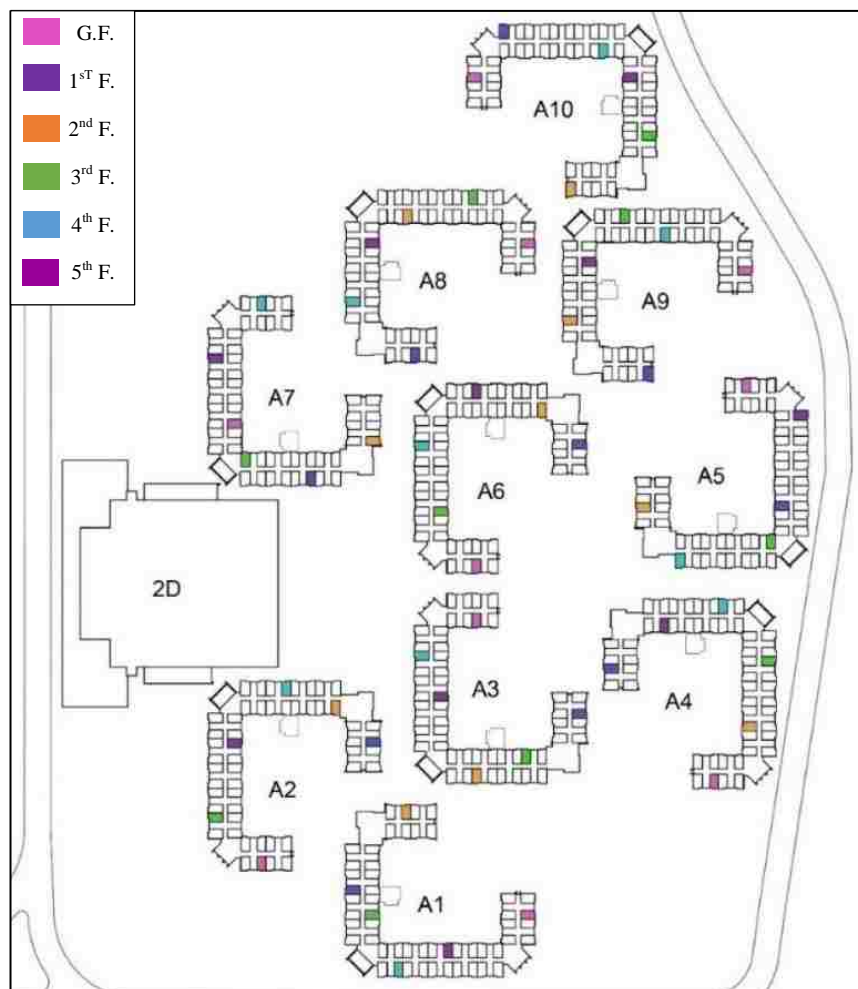 G.F.
1sT F.
2nd F.
3rd F.
4th F.
5th F.
A10
A8
A9
A7
A5
A6
2D
A3
A4
A2
A1